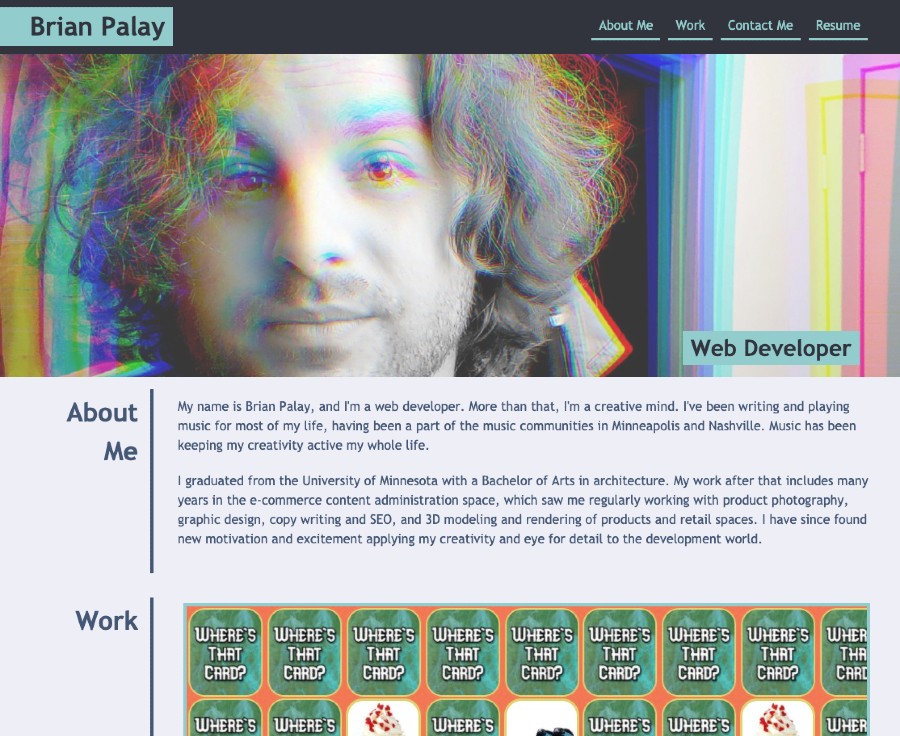 Brian Palay
About Me Work Contact Me Resume
Web Developer
About
Me
My name is Brian Palay, and I'm a web developer. More than that, I'm a creative mind. I've been writing and playing
music for most of my life, having been a part of the music communities in Minneapolis and Nashville. Music has been
keeping my creativity active my whole life.
I graduated from the University of Minnesota with a Bachelor of Arts in architecture. My work after that includes many
years in the e-commerce content administration space, which saw me regularly working with product photography,
graphic design, copy writing and SEO, and 3D modeling and rendering of products and retail spaces. I have since found
new motivation and excitement applying my creativity and eye for detail to the development world.
Work
WHERE'S WHERE'S WHERE'S WHERE'S WHERE'S WHERE'S WHERE'S WHERE'S WHER
THAT THAT THAT THAT THAT THAT THAT THAT THA
CARD? CARD? CARD? CARD? CARD? CARD? CARD? CARD? CARD
WHERE'S WHERE'S WHERE'S WHERE'S WHERE'S WHER